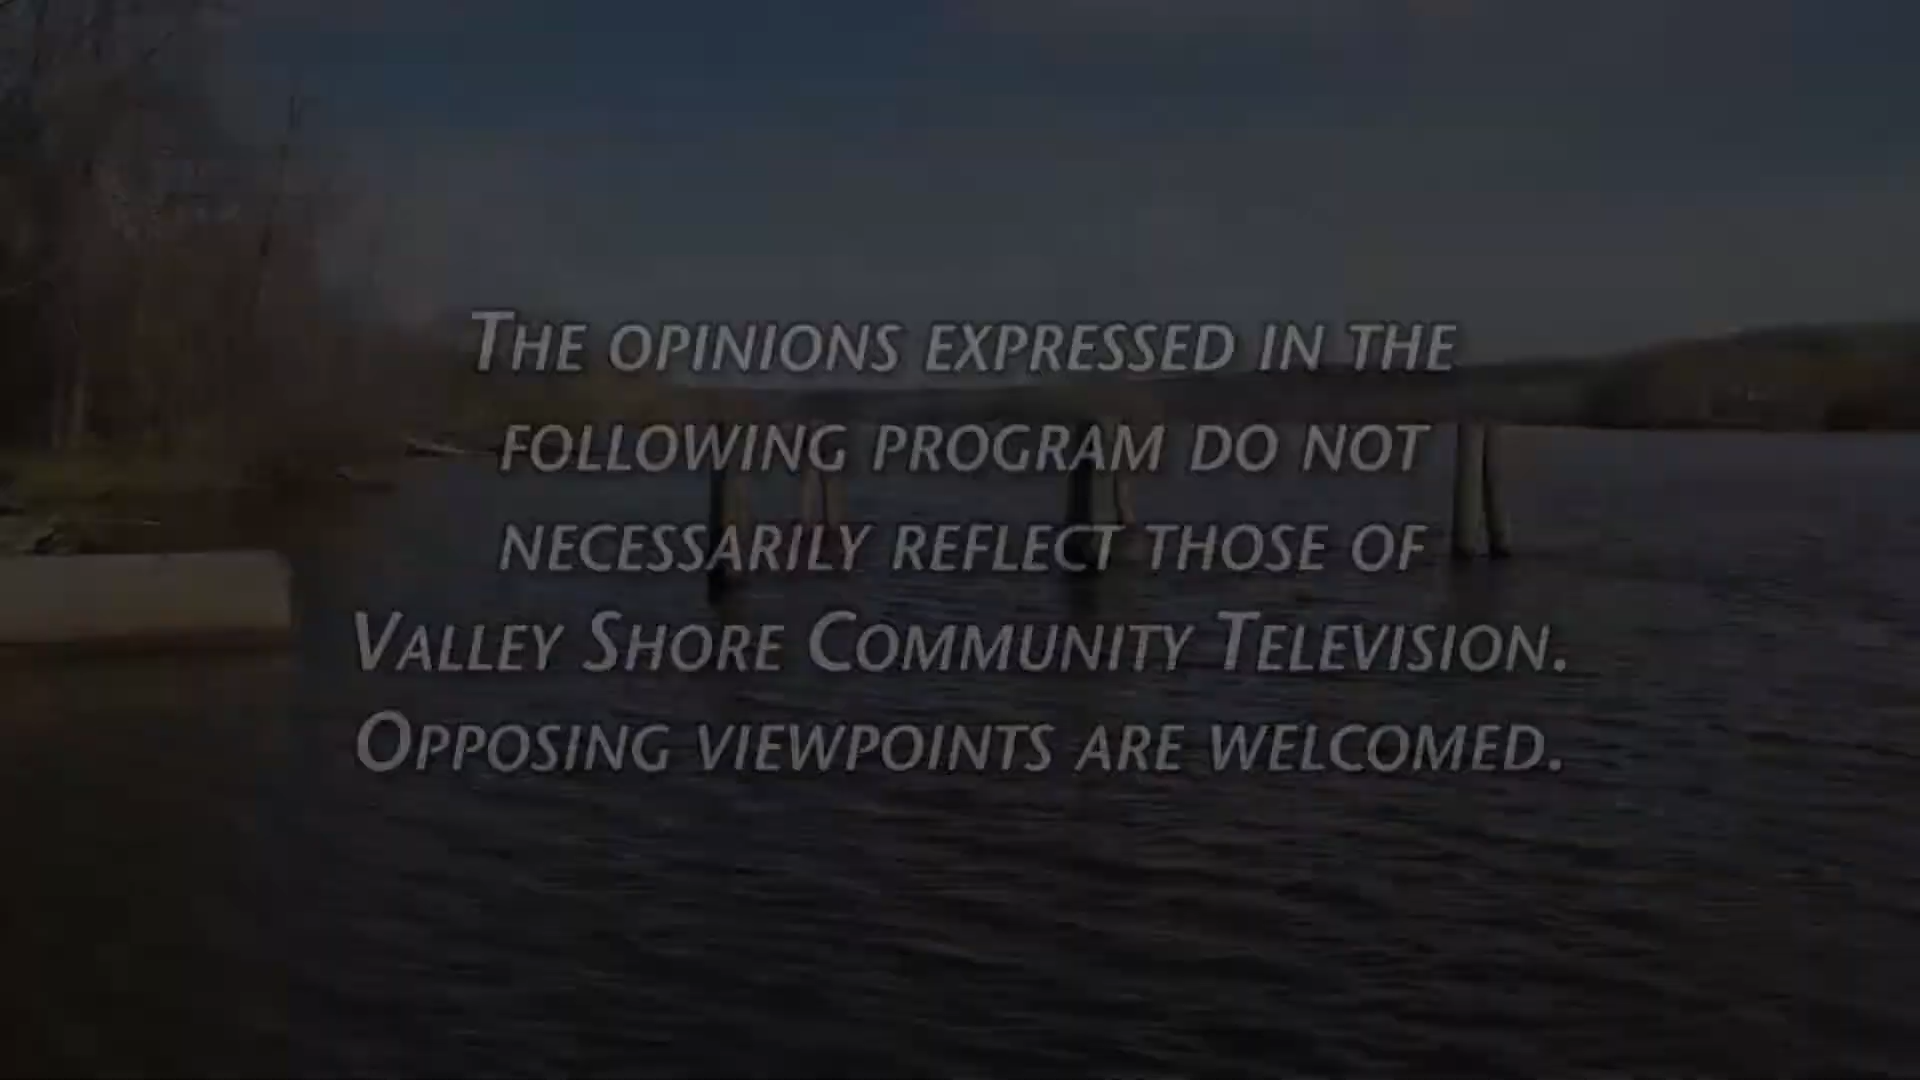 The opinions expressed in the
following program do not
necessarily reflect those of
Valley Shore Community Television.
Opposing viewpoints are welcomed.